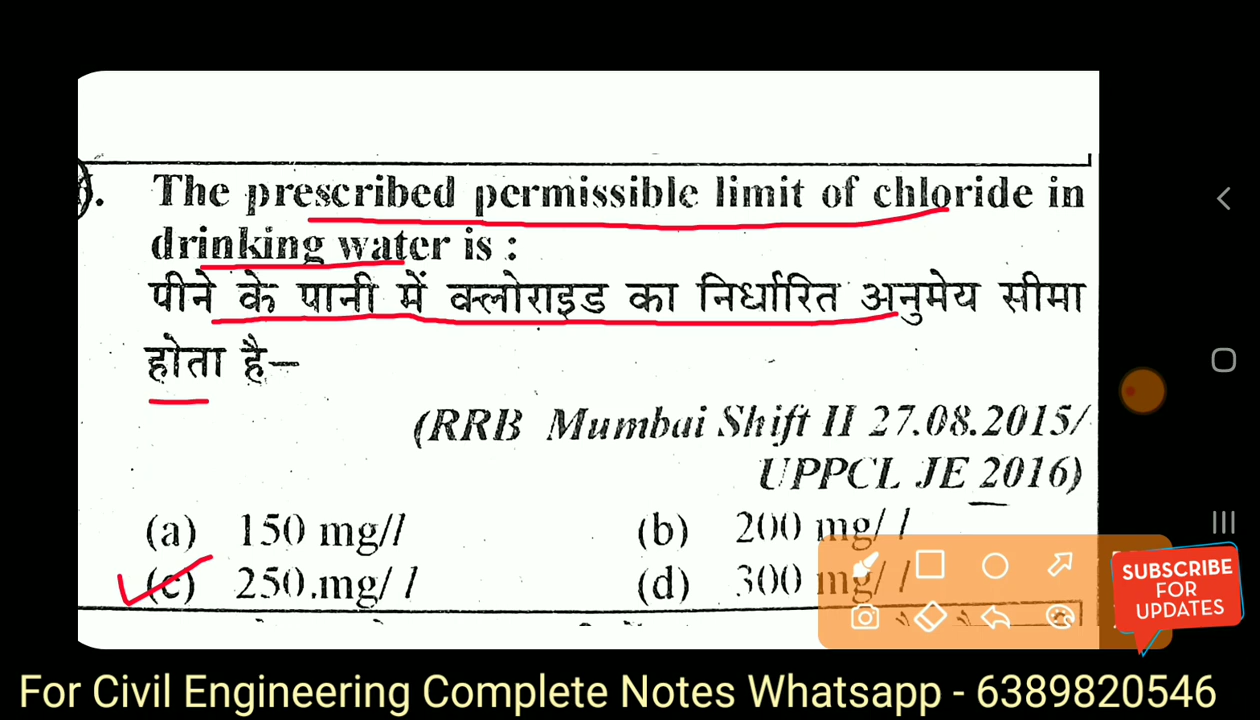 The prescribed permissible limit of chloride in
drinking water is :
पीने के पानी में क्लोराइड का निर्धारित अनुमेय सीमा
होता है–
(RRB Mumbai Shift II 27.08.2015/
UPPCL JE 2016)
(a) 150 mg/l (b) 200 mg/ l
(c) 250.mg/ l (d) 300 mg/ l
SUBSCRIBE
FOR
UPDATES
For Civil Engineering Complete Notes Whatsapp - 6389820546